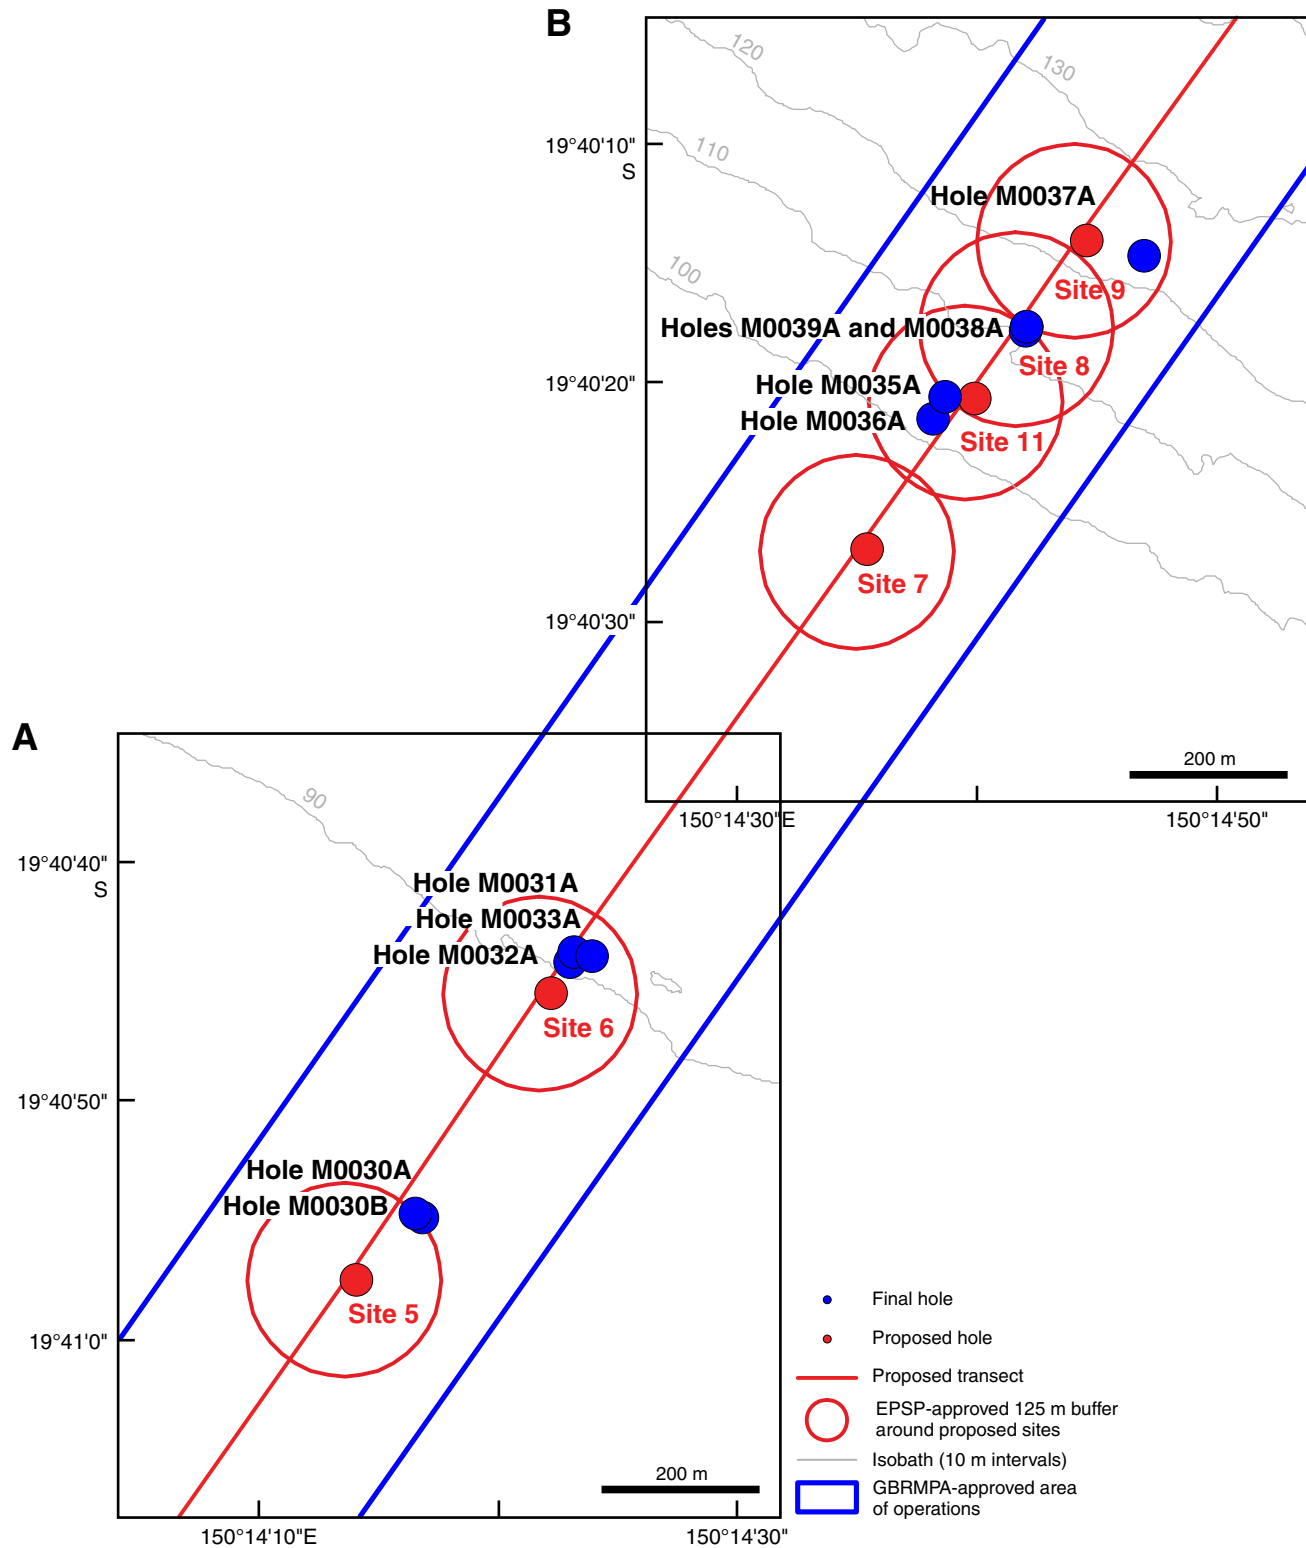 B
120
130
110
100
19°40'10"
S
Hole M0037A
Site 9
Holes M0039A and M0038A
Site 8
19°40'20"
Hole M0035A
Hole M0036A
Site 11
Site 7
19°40'30"
200 m
150°14'30"E
150°14'50"
A
90
19°40'40"
S
Hole M0031A
Hole M0033A
Hole M0032A
Site 6
19°40'50"
Hole M0030A
Hole M0030B
Site 5
19°41'0"
200 m
150°14'10"E
150°14'30"
Final hole
Proposed hole
Proposed transect
EPSP-approved 125 m buffer
around proposed sites
Isobath (10 m intervals)
GBRMPA-approved area
of operations